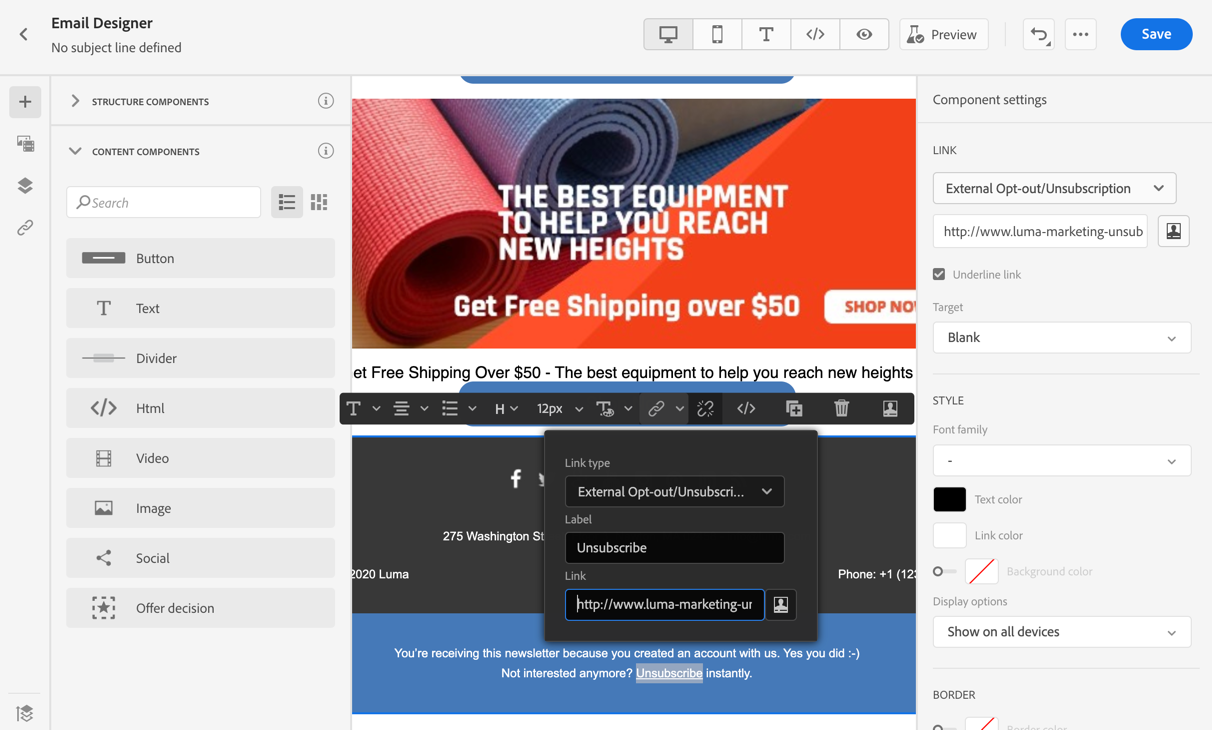 Email Designer
No subject line defined
Preview
Save
STRUCTURE COMPONENTS
CONTENT COMPONENTS
Search
Button
Text
Divider
Html
Video
Image
Social
Offer decision
THE BEST EQUIPMENT
TO HELP YOU REACH
NEW HEIGHTS
Get Free Shipping over $50
SHOP NO
et Free Shipping Over $50 - The best equipment to help you reach new heights
H
12px
Link type
External Opt-out/Unsubscri...
Label
Unsubscribe
Link
http://www.luma-marketing-ur
275 Washington St
2020 Luma
Phone: +1 (123
You're receiving this newsletter because you created an account with us. Yes you did :-)
Not interested anymore? Unsubscribe instantly.
Component settings
LINK
External Opt-out/Unsubscription
http://www.luma-marketing-unsub
Underline link
Target
Blank
STYLE
Font family
-
Text color
Link color
Background color
Display options
Show on all devices
BORDER
Border color